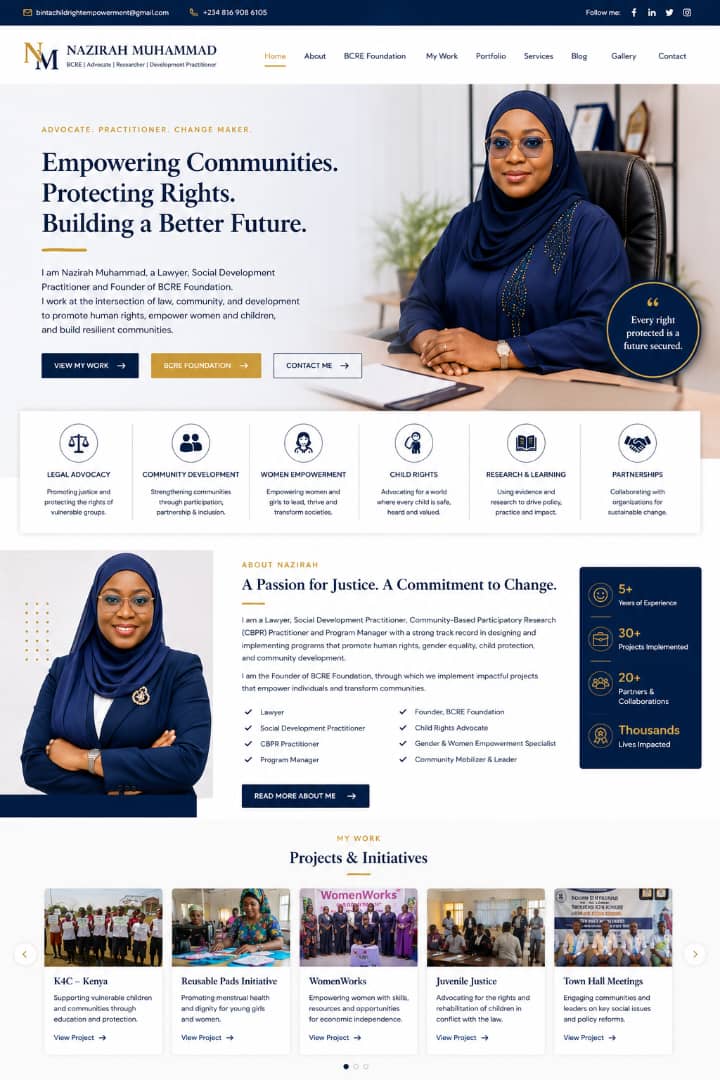 bintachildrightempowerment@gmail.com
+234 816 908 6105
Follow me:
NM
NAZIRAH MUHAMMAD
BCRE | Advocate | Researcher | Development Practitioner
Home
About
BCRE Foundation
My Work
Portfolio
Services
Blog
Gallery
Contact
ADVOCATE. PRACTITIONER. CHANGE MAKER.
Empowering Communities.
Protecting Rights.
Building a Better Future.
I am Nazirah Muhammad, a Lawyer, Social Development
Practitioner and Founder of BCRE Foundation.
I work at the intersection of law, community, and development
to promote human rights, empower women and children,
and build resilient communities.
VIEW MY WORK →
BCRE FOUNDATION →
CONTACT ME →
“
Every right
protected is a
future secured.
LEGAL ADVOCACY
Promoting justice and
protecting the rights of
vulnerable groups.
COMMUNITY DEVELOPMENT
Strengthening communities
through participation,
partnership & inclusion.
WOMEN EMPOWERMENT
Empowering women and
girls to lead, thrive and
transform societies.
CHILD RIGHTS
Advocating for a world
where every child is safe,
heard and valued.
RESEARCH & LEARNING
Using evidence and
research to drive policy,
practice and impact.
PARTNERSHIPS
Collaborating with
organizations for
sustainable change.
ABOUT NAZIRAH
A Passion for Justice. A Commitment to Change.
I am a Lawyer, Social Development Practitioner, Community-Based Participatory Research
(CBPR) Practitioner and Program Manager with a strong track record in designing and
implementing programs that promote human rights, gender equality, child protection,
and community development.
I am the Founder of BCRE Foundation, through which we implement impactful projects
that empower individuals and transform communities.
Lawyer
Social Development Practitioner
CBPR Practitioner
Program Manager
Founder, BCRE Foundation
Child Rights Advocate
Gender & Women Empowerment Specialist
Community Mobilizer & Leader
READ MORE ABOUT ME →
5+
Years of Experience
30+
Projects Implemented
20+
Partners &
Collaborations
Thousands
Lives Impacted
MY WORK
Projects & Initiatives
WomenWorks
K4C – Kenya
Supporting vulnerable children
and communities through
education and protection.
View Project →
Reusable Pads Initiative
Promoting menstrual health
and dignity for young girls
and women.
View Project →
WomenWorks
Empowering women with skills,
resources and opportunities
for economic independence.
View Project →
Juvenile Justice
Advocating for the rights and
rehabilitation of children in
conflict with the law.
View Project →
Town Hall Meetings
Engaging communities and
leaders on key social issues
and policy reforms.
View Project →